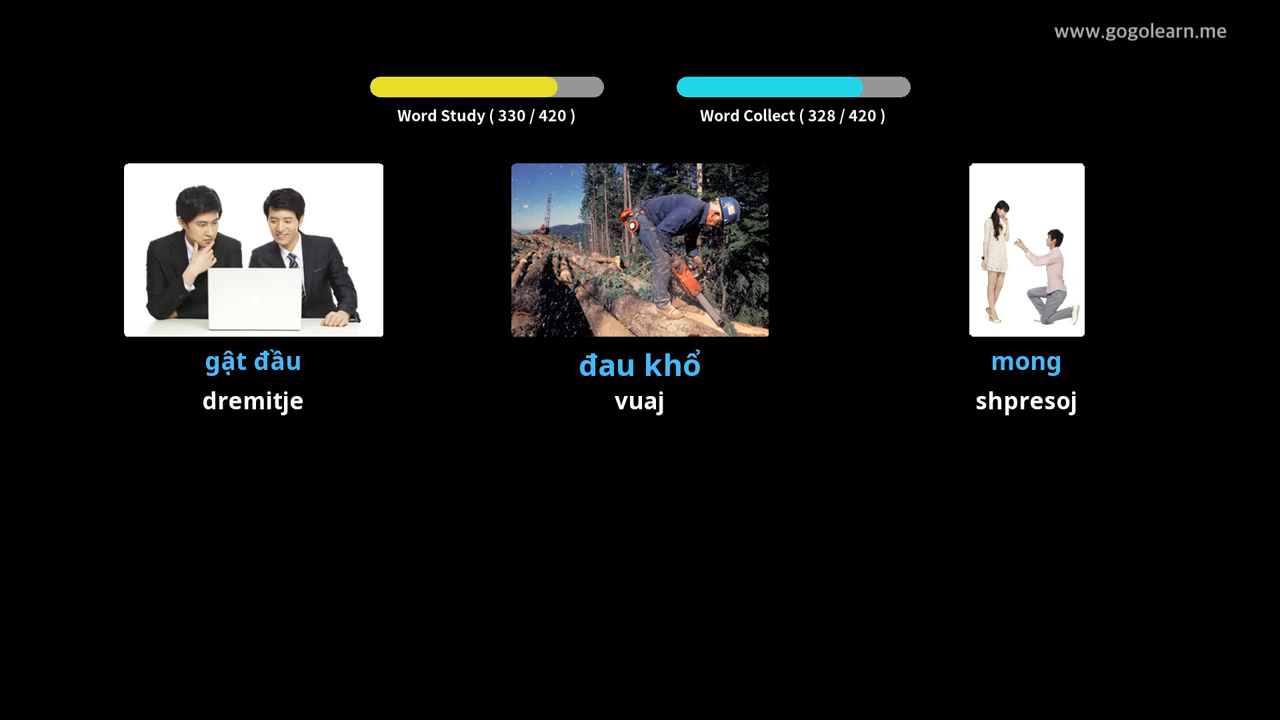 www.gogolearn.me
Word Study ( 330 / 420 )
Word Collect ( 328 / 420 )
gật đầu
đau khổ
mong
dremitje
vuaj
shpresoj